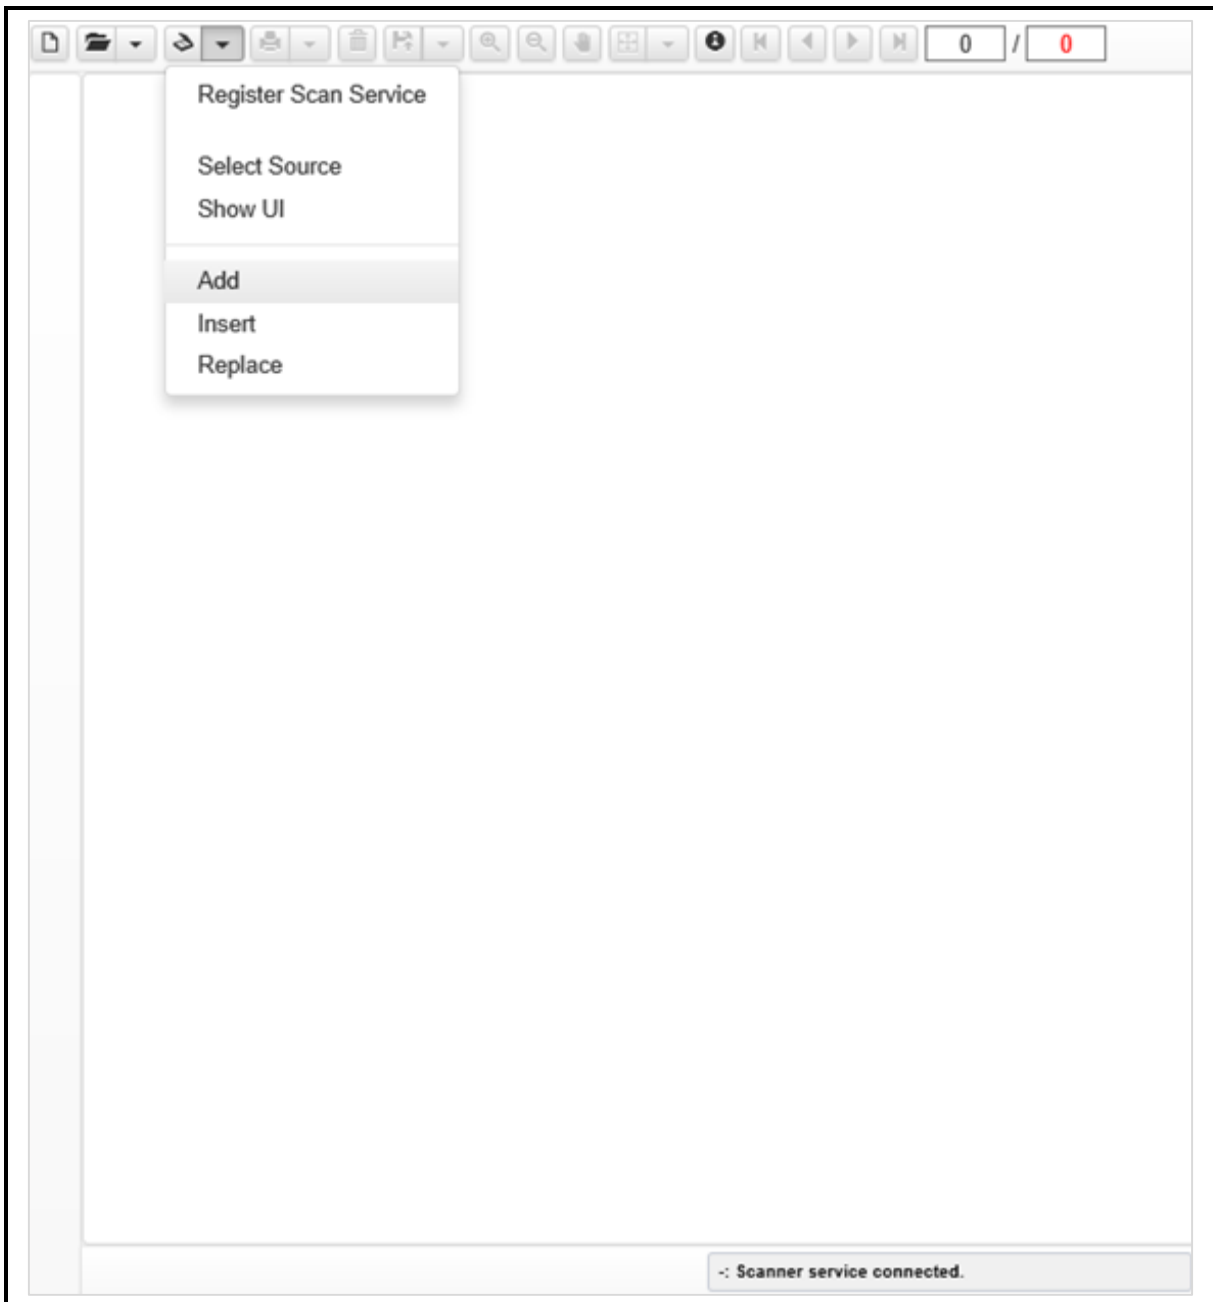 0 / 0
Register Scan Service
Select Source
Show UI
Add
Insert
Replace
-: Scanner service connected.